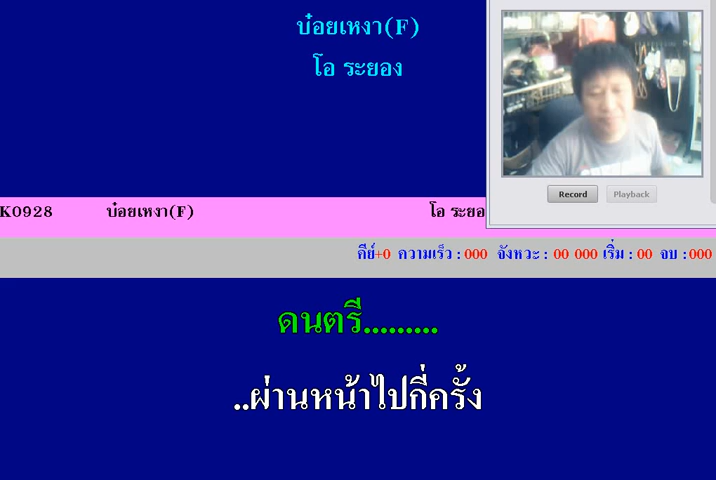 บ๋อยเหงา(F)
โอ ระยอง
Record Playback
K0928 บ๋อยเหงา(F) โอ ระยอ
คีย์+0 ความเร็ว : 000 จังหวะ : 00 000 เริ่ม : 00 จบ : 000
ดนตรี.........
..ผ่านหน้าไปกี่ครั้ง